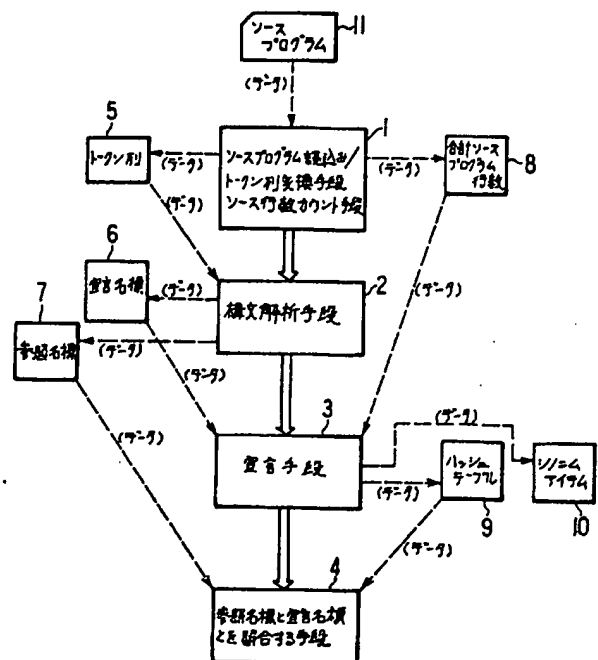 ソース
プログラム
11
(データ)
5
1
トークン列
(データ)
ソースプログラム読込み/
トークン列変換手段
ソース行数カウント手段
(データ)
合計ソース
プログラム
行数
8
(データ)
6
宣言名標
(データ)
2
構文解析手段
(データ)
7
参照名標
(データ)
(データ)
3
(データ)
(データ)
宣言手段
(データ)
ハッシュ
テーブル
9
シノニム
アイテム
10
(データ)
4
参照名標と宣言名標
とを照合する手段